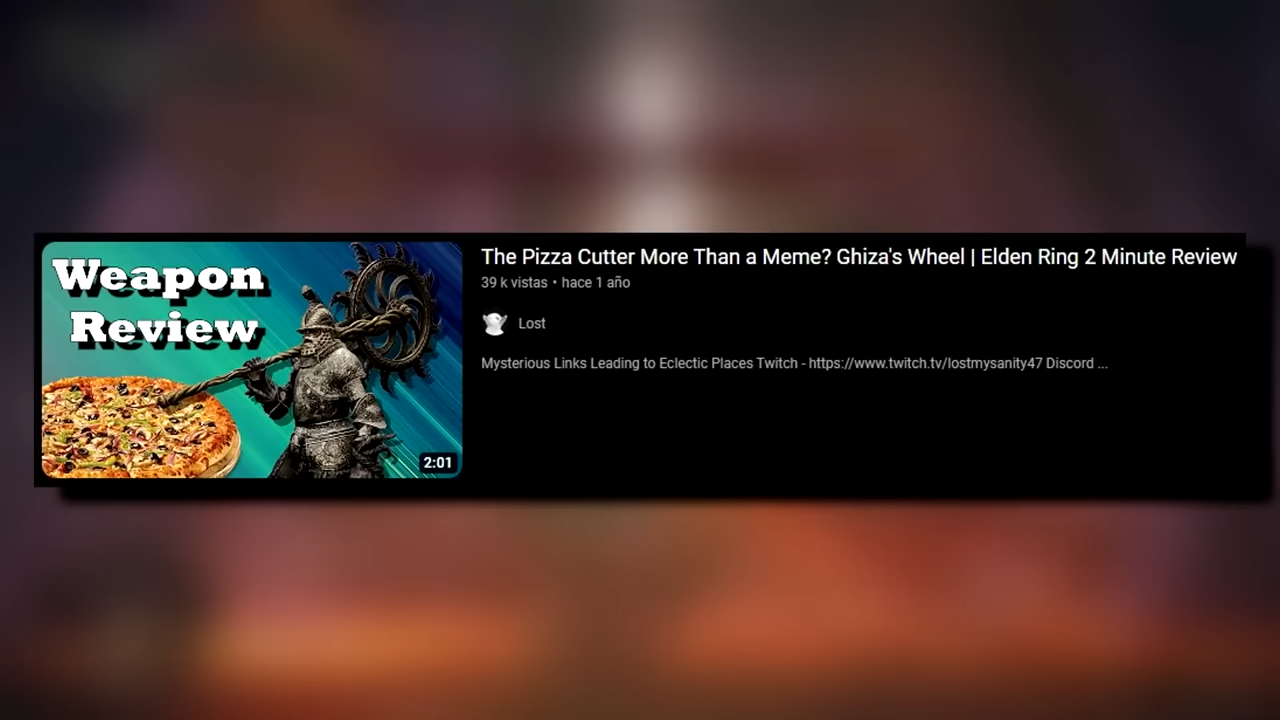 Weapon
Review
2:01
The Pizza Cutter More Than a Meme? Ghiza's Wheel | Elden Ring 2 Minute Review
39 k vistas • hace 1 año
Lost
Mysterious Links Leading to Eclectic Places Twitch - https://www.twitch.tv/lostmysanity47 Discord ...